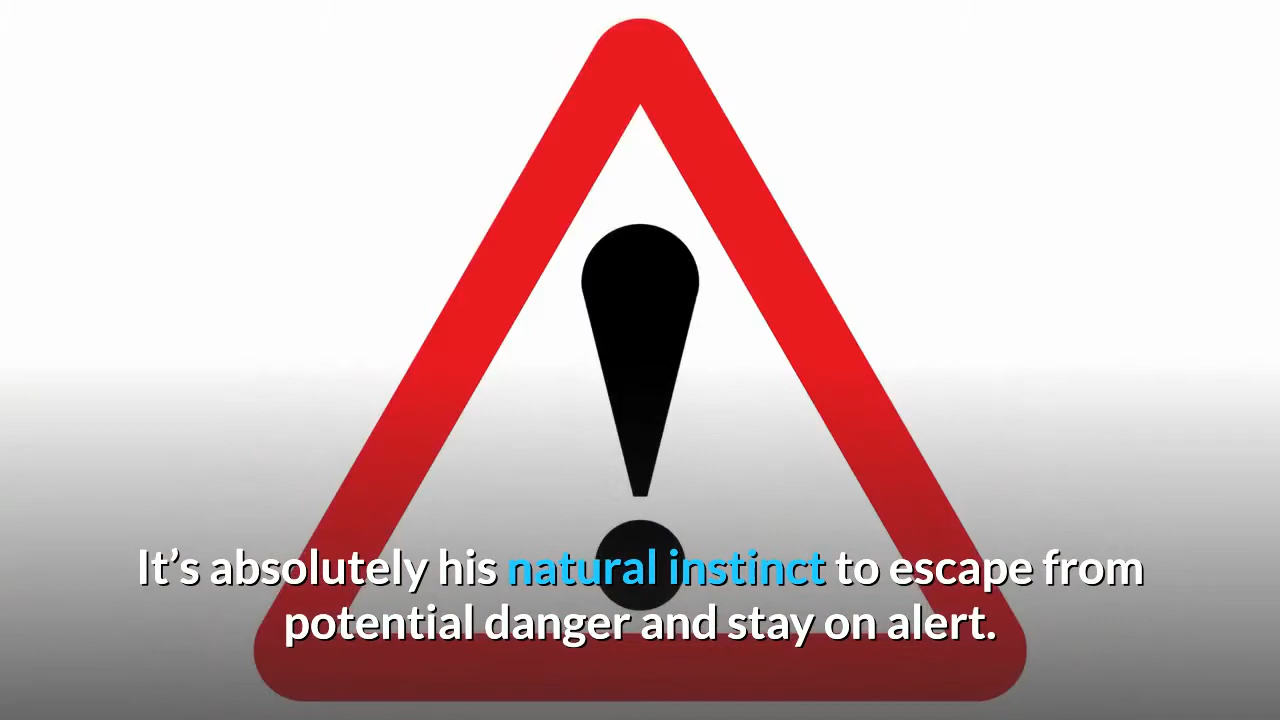 It’s absolutely his natural instinct to escape from
potential danger and stay on alert.